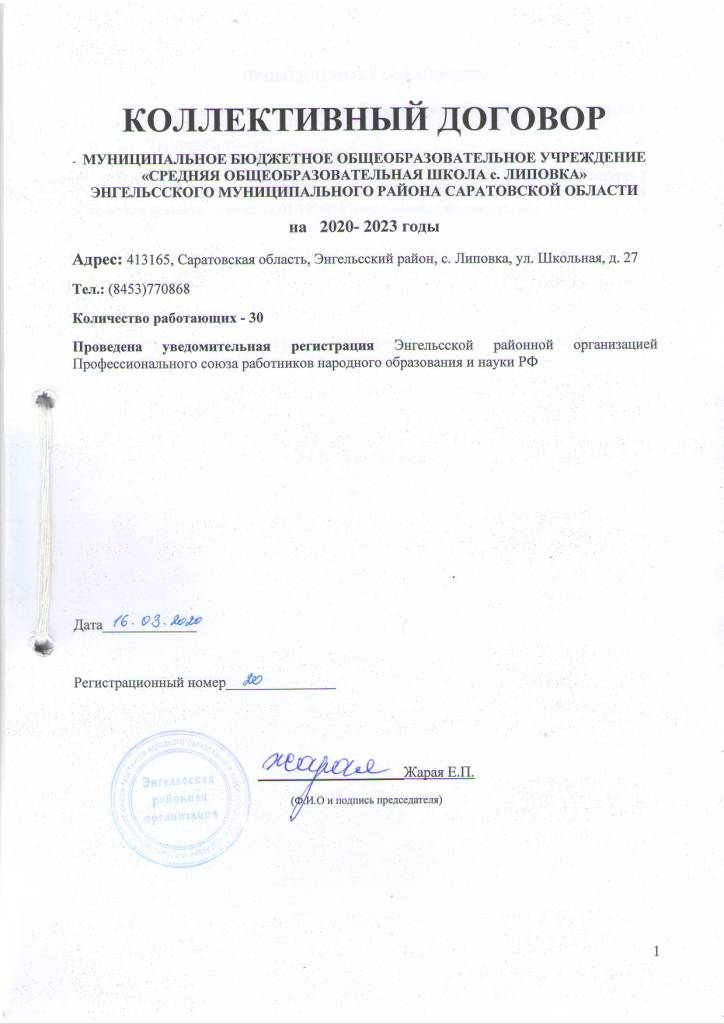 КОЛЛЕКТИВНЫЙ ДОГОВОР
. МУНИЦИПАЛЬНОЕ БЮДЖЕТНОЕ ОБЩЕОБРАЗОВАТЕЛЬНОЕ УЧРЕЖДЕНИЕ
«СРЕДНЯЯ ОБЩЕОБРАЗОВАТЕЛЬНАЯ ШКОЛА с. ЛИПОВКА»
ЭНГЕЛЬССКОГО МУНИЦИПАЛЬНОГО РАЙОНА САРАТОВСКОЙ ОБЛАСТИ
на 2020- 2023 годы
Адрес: 413165, Саратовская область, Энгельсский район, с. Липовка, ул. Школьная, д. 27
Тел.: (8453)770868
Количество работающих - 30
Проведена уведомительная регистрация Энгельсской районной организацией
Профессионального союза работников народного образования и науки РФ
Дата 16.03.2020
Регистрационный номер 20
Жарая Жарая Е.П.
(Ф.И.О и подпись председателя)
Энгельсская
районная
организация
1